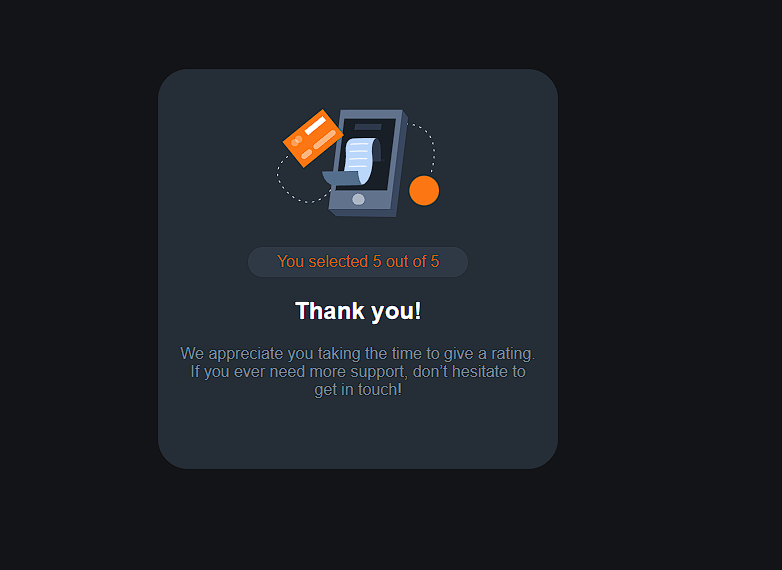 You selected 5 out of 5
Thank you!
We appreciate you taking the time to give a rating.
If you ever need more support, don’t hesitate to
get in touch!